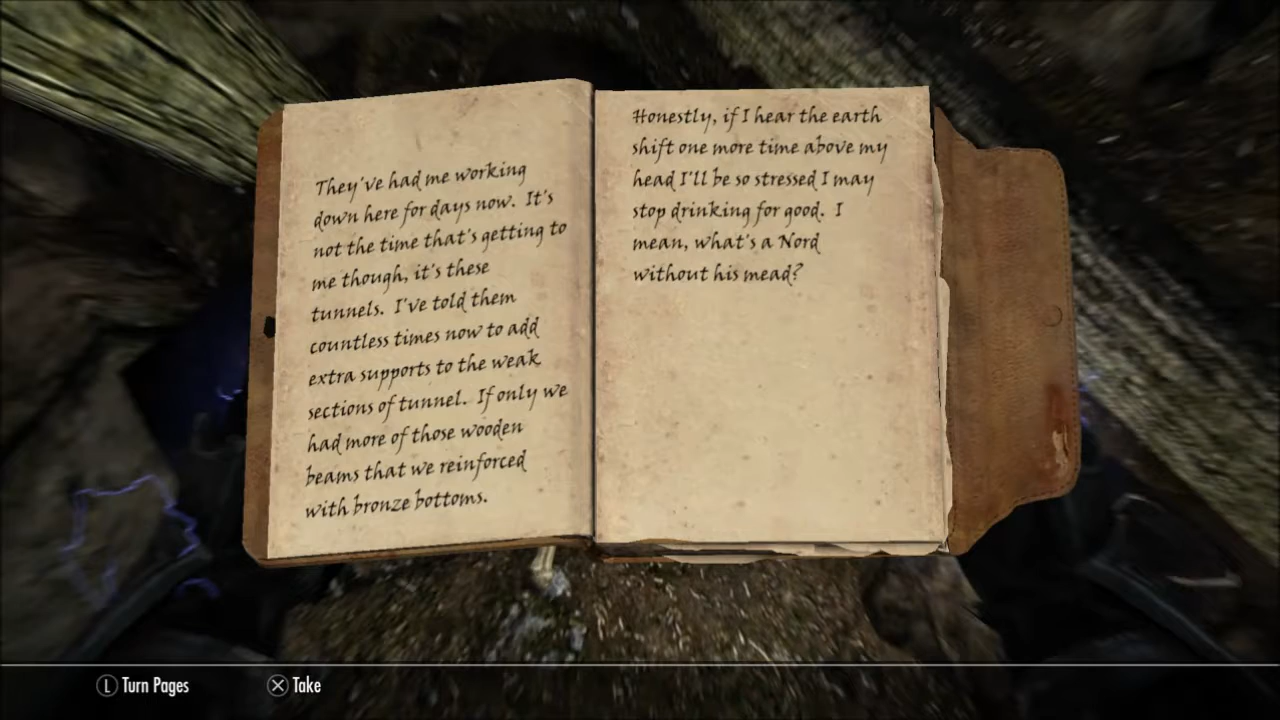 They've had me working
down here for days now. It's
not the time that's getting to
me though, it's these
tunnels. I've told them
countless times now to add
extra supports to the weak
sections of tunnel. If only we
had more of those wooden
beams that we reinforced
with bronze bottoms.
Honestly, if I hear the earth
shift one more time above my
head I'll be so stressed I may
stop drinking for good. I
mean, what's a Nord
without his mead?
L Turn Pages X Take